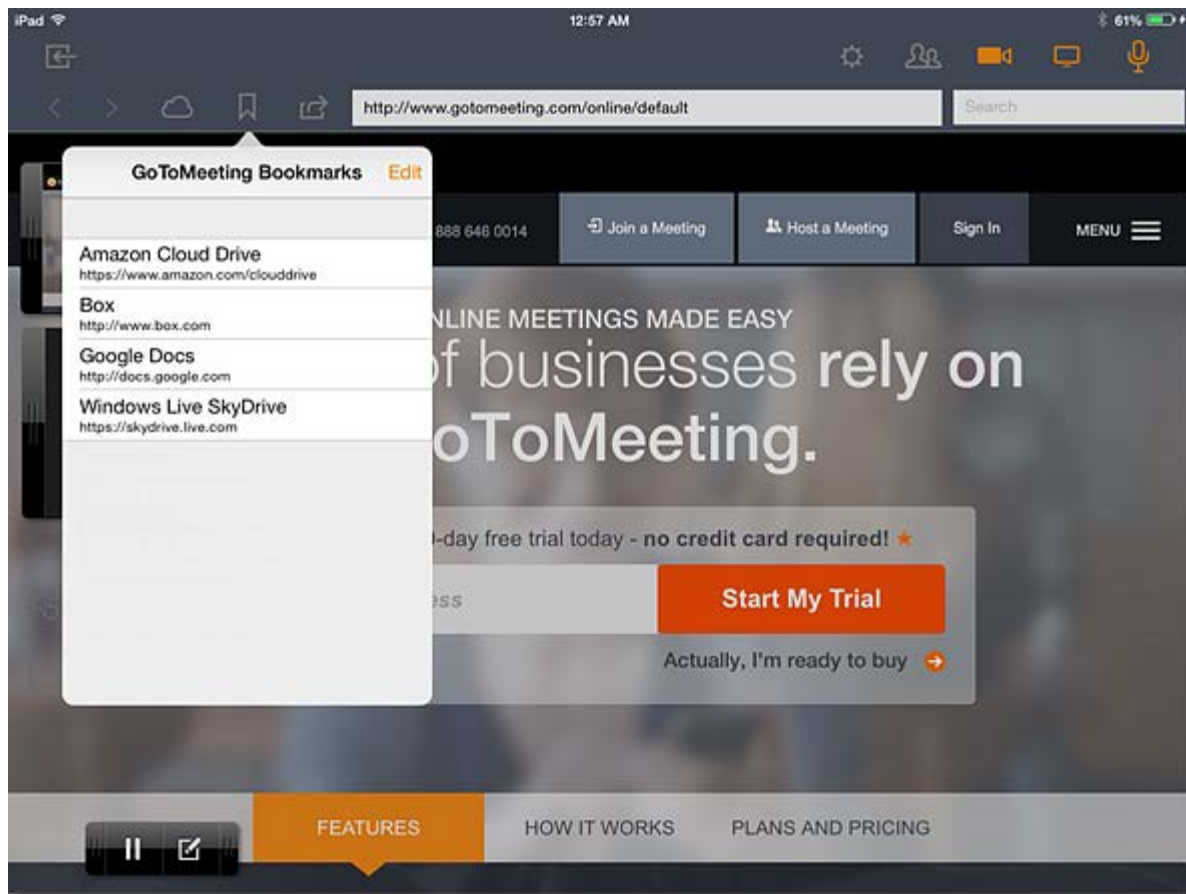 iPad 12:57 AM 61%
http://www.gotomeeting.com/online/default Search
GoToMeeting Bookmarks Edit
888 646 0014 Join a Meeting Host a Meeting Sign In MENU
Amazon Cloud Drive
https://www.amazon.com/clouddrive
Box
http://www.box.com
Google Docs
http://docs.google.com
Windows Live SkyDrive
https://skydrive.live.com
NLINE MEETINGS MADE EASY
of businesses rely on
oToMeeting.
-day free trial today - no credit card required!
ess Start My Trial
Actually, I'm ready to buy
FEATURES HOW IT WORKS PLANS AND PRICING